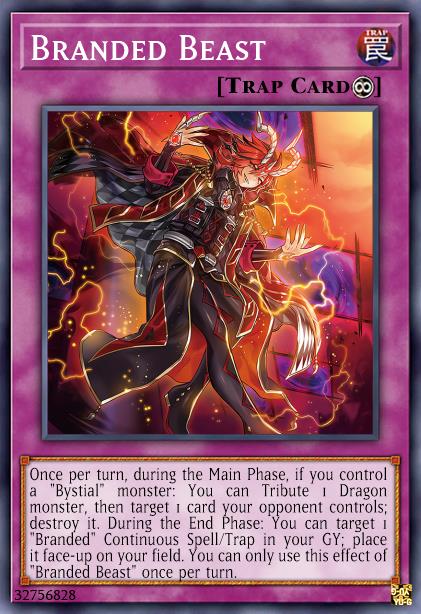 Branded Beast
TRAP
罠
[Trap Card]
Once per turn, during the Main Phase, if you control
a "Bystial" monster: You can Tribute 1 Dragon
monster, then target 1 card your opponent controls;
destroy it. During the End Phase: You can target 1
"Branded" Continuous Spell/Trap in your GY; place
it face-up on your field. You can only use this effect of
"Branded Beast" once per turn.
32756828